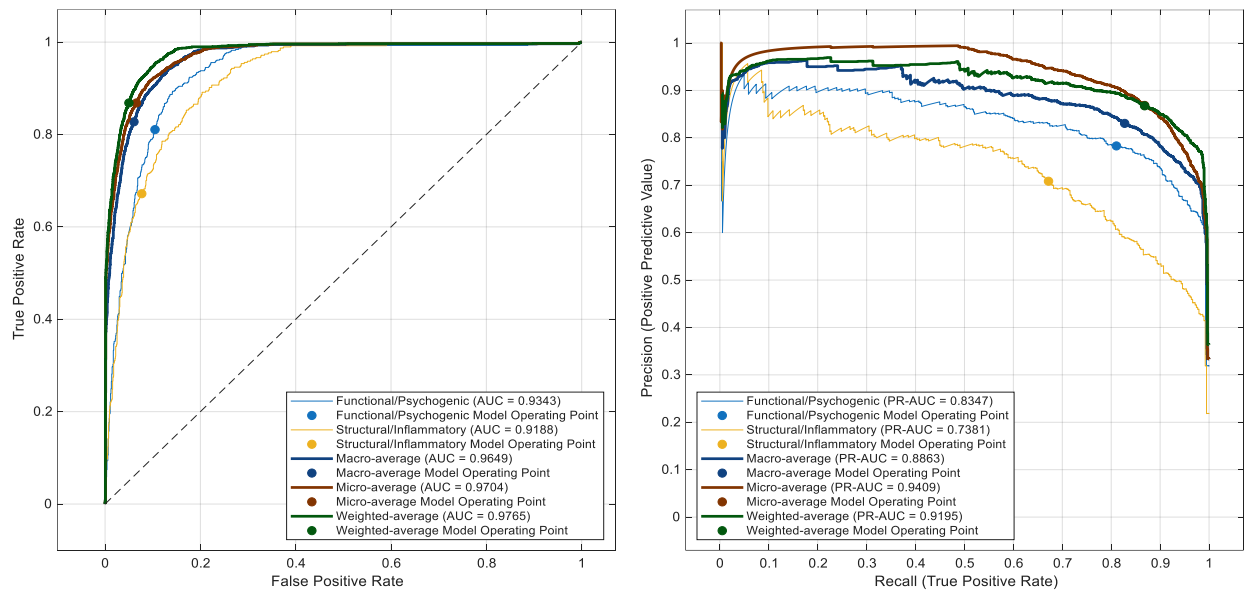 1
0.8
0.6
0.4
0.2
0
True Positive Rate
0
0.2
0.4
0.6
0.8
1
False Positive Rate
Functional/Psychogenic (AUC = 0.9343)
Functional/Psychogenic Model Operating Point
Structural/Inflammatory (AUC = 0.9188)
Structural/Inflammatory Model Operating Point
Macro-average (AUC = 0.9649)
Macro-average Model Operating Point
Micro-average (AUC = 0.9704)
Micro-average Model Operating Point
Weighted-average (AUC = 0.9765)
Weighted-average Model Operating Point
1
0.9
0.8
0.7
0.6
0.5
0.4
0.3
0.2
0.1
0
Precision (Positive Predictive Value)
0
0.1
0.2
0.3
0.4
0.5
0.6
0.7
0.8
0.9
1
Recall (True Positive Rate)
Functional/Psychogenic (PR-AUC = 0.8347)
Functional/Psychogenic Model Operating Point
Structural/Inflammatory (PR-AUC = 0.7381)
Structural/Inflammatory Model Operating Point
Macro-average (PR-AUC = 0.8863)
Macro-average Model Operating Point
Micro-average (PR-AUC = 0.9409)
Micro-average Model Operating Point
Weighted-average (PR-AUC = 0.9195)
Weighted-average Model Operating Point